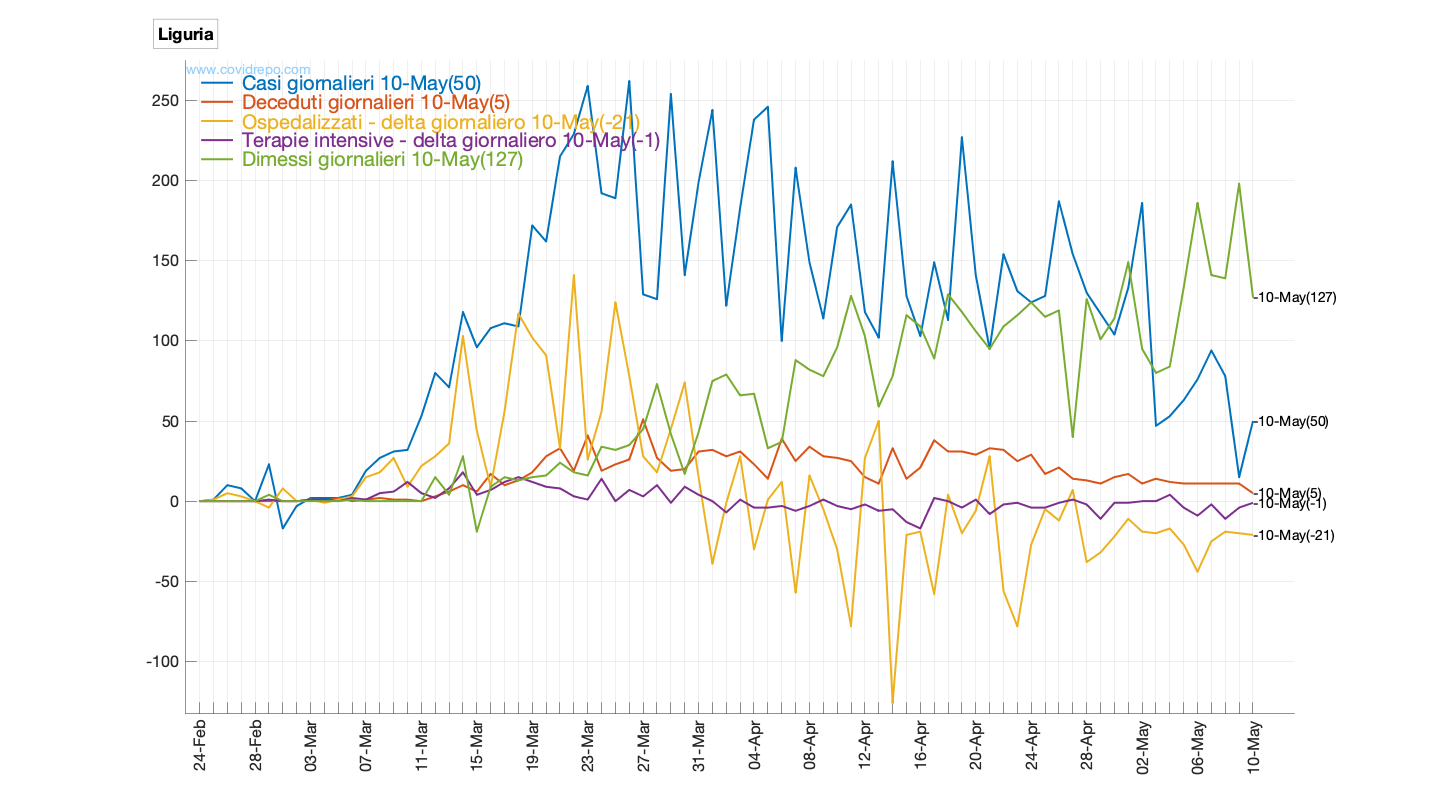 Liguria
www.covidrepo.com
Casi giornalieri 10-May(50)
Deceduti giornalieri 10-May(5)
Ospedalizzati - delta giornaliero 10-May(-21)
Terapie intensive - delta giornaliero 10-May(-1)
Dimessi giornalieri 10-May(127)
250
200
150
100
50
0
-50
-100
10-May(127)
10-May(50)
10-May(5)
10-May(-1)
10-May(-21)
24-Feb
28-Feb
03-Mar
07-Mar
11-Mar
15-Mar
19-Mar
23-Mar
27-Mar
31-Mar
04-Apr
08-Apr
12-Apr
16-Apr
20-Apr
24-Apr
28-Apr
02-May
06-May
10-May